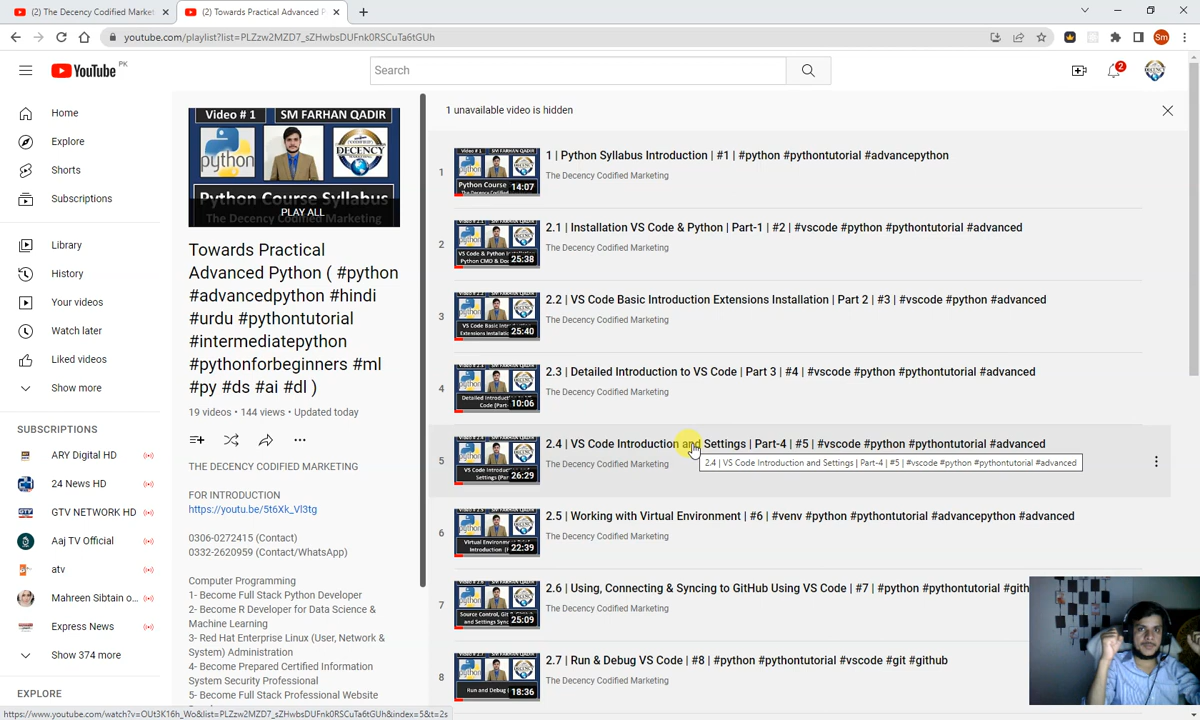 (2) The Decency Codified Market
(2) Towards Practical Advanced P
youtube.com/playlist?list=PLZzw2MZD7_sZHwbsDUFnk0RSCuTa6tGUh
Sm
YouTube PK
Search
2
Home
Explore
Shorts
Subscriptions
Library
History
Your videos
Watch later
Liked videos
Show more
SUBSCRIPTIONS
ARY Digital HD
24 News HD
GTV NETWORK HD
Aaj TV Official
atv
Mahreen Sibtain o...
Express News
Show 374 more
EXPLORE
Video # 1 SM FARHAN QADIR
python
DECENCY
Python Course Syllabus
The Decency Codified Marketing
PLAY ALL
Towards Practical
Advanced Python ( #python
#advancedpython #hindi
#urdu #pythontutorial
#intermediatepython
#pythonforbeginners #ml
#py #ds #ai #dl )
19 videos • 144 views • Updated today
THE DECENCY CODIFIED MARKETING
FOR INTRODUCTION
https://youtu.be/5t6Xk_Vl3tg
0306-0272415 (Contact)
0332-2620959 (Contact/WhatsApp)
Computer Programming
1- Become Full Stack Python Developer
2- Become R Developer for Data Science &
Machine Learning
3- Red Hat Enterprise Linux (User, Network &
System) Administration
4- Become Prepared Certified Information
System Security Professional
5- Become Full Stack Professional Website
1 unavailable video is hidden
1
14:07
1 | Python Syllabus Introduction | #1 | #python #pythontutorial #advancepython
The Decency Codified Marketing
2
25:38
2.1 | Installation VS Code & Python | Part-1 | #2 | #vscode #python #pythontutorial #advanced
The Decency Codified Marketing
3
25:40
2.2 | VS Code Basic Introduction Extensions Installation | Part 2 | #3 | #vscode #python #advanced
The Decency Codified Marketing
4
10:06
2.3 | Detailed Introduction to VS Code | Part 3 | #4 | #vscode #python #pythontutorial #advanced
The Decency Codified Marketing
5
26:29
2.4 | VS Code Introduction and Settings | Part-4 | #5 | #vscode #python #pythontutorial #advanced
The Decency Codified Marketing
2.4 | VS Code Introduction and Settings | Part-4 | #5 | #vscode #python #pythontutorial #advanced
6
22:39
2.5 | Working with Virtual Environment | #6 | #venv #python #pythontutorial #advancepython #advanced
The Decency Codified Marketing
7
25:09
2.6 | Using, Connecting & Syncing to GitHub Using VS Code | #7 | #python #pythontutorial #gith
The Decency Codified Marketing
8
18:36
2.7 | Run & Debug VS Code | #8 | #python #pythontutorial #vscode #git #github
The Decency Codified Marketing
https://www.youtube.com/watch?v=OUt3K16h_Wo&list=PLZzw2MZD7_sZHwbsDUFnk0RSCuTa6tGUh&index=5&t=2s